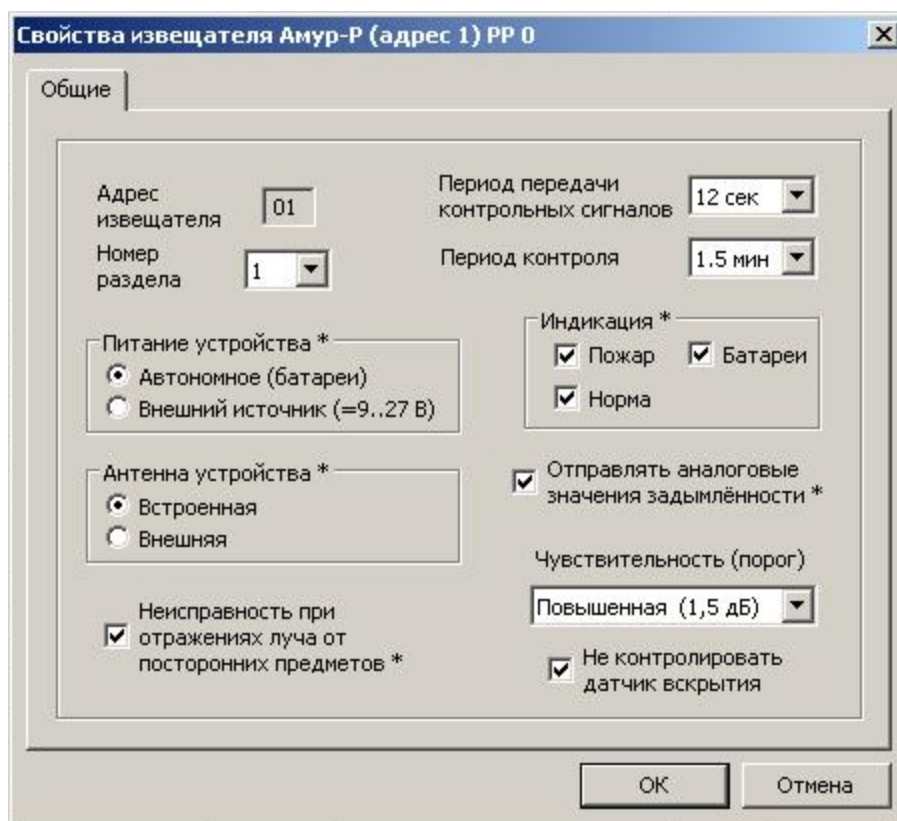 Свойства извещателя Амур-Р (адрес 1) РР 0
Общие
Адрес
извещателя
01
Период передачи
контрольных сигналов
12 сек
Номер
раздела
1
Период контроля
1.5 мин
Питание устройства *
Автономное (батареи)
Внешний источник (=9..27 В)
Индикация *
Пожар
Батареи
Норма
Антенна устройства *
Встроенная
Внешняя
Отправлять аналоговые
значения задымлённости *
Чувствительность (порог)
Повышенная (1,5 дБ)
Неисправность при
отражениях луча от
посторонних предметов *
Не контролировать
датчик вскрытия
ОК
Отмена